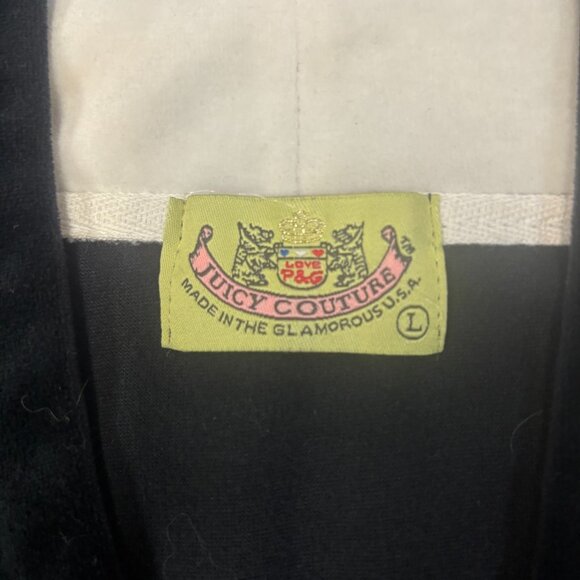 LOVE
P&G
JUICY COUTURE
TM
MADE IN THE GLAMOROUS U.S.A.
L